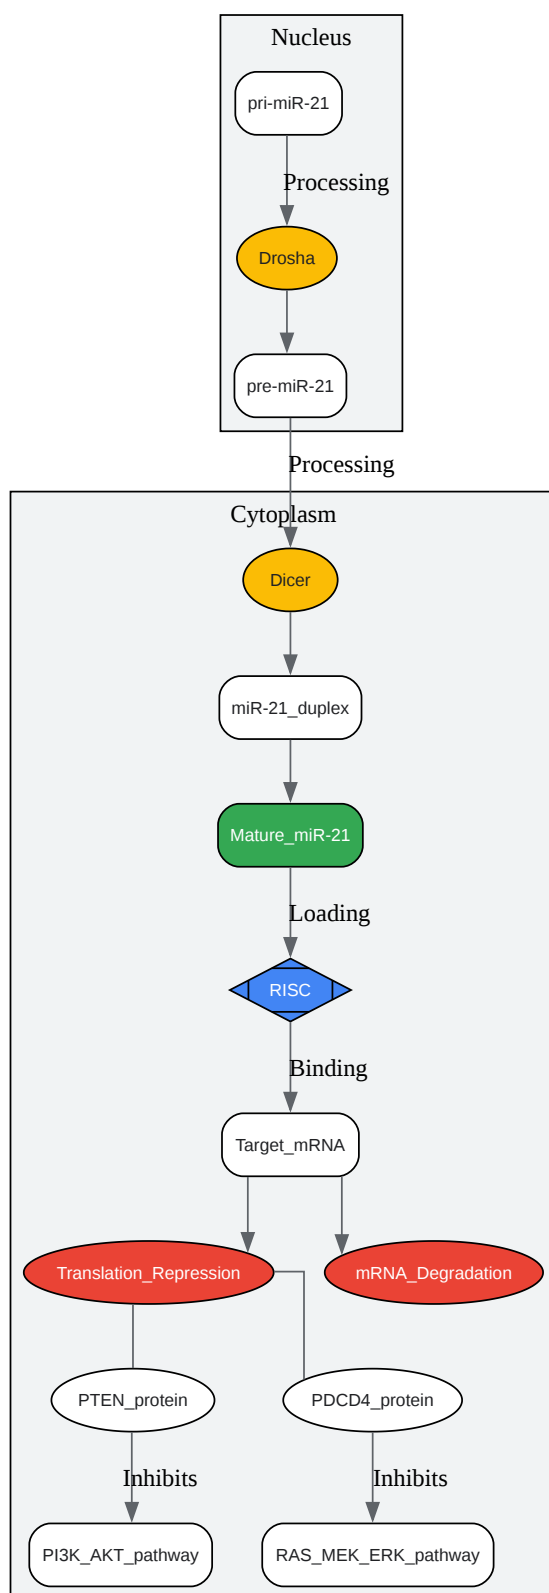 Nucleus
pri-miR-21
Processing
Drosha
pre-miR-21
Processing
Cytoplasm
Dicer
miR-21_duplex
Mature_miR-21
Loading
RISC
Binding
Target_mRNA
Translation_Repression
mRNA_Degradation
PTEN_protein
PDCD4_protein
Inhibits
Inhibits
PI3K_AKT_pathway
RAS_MEK_ERK_pathway